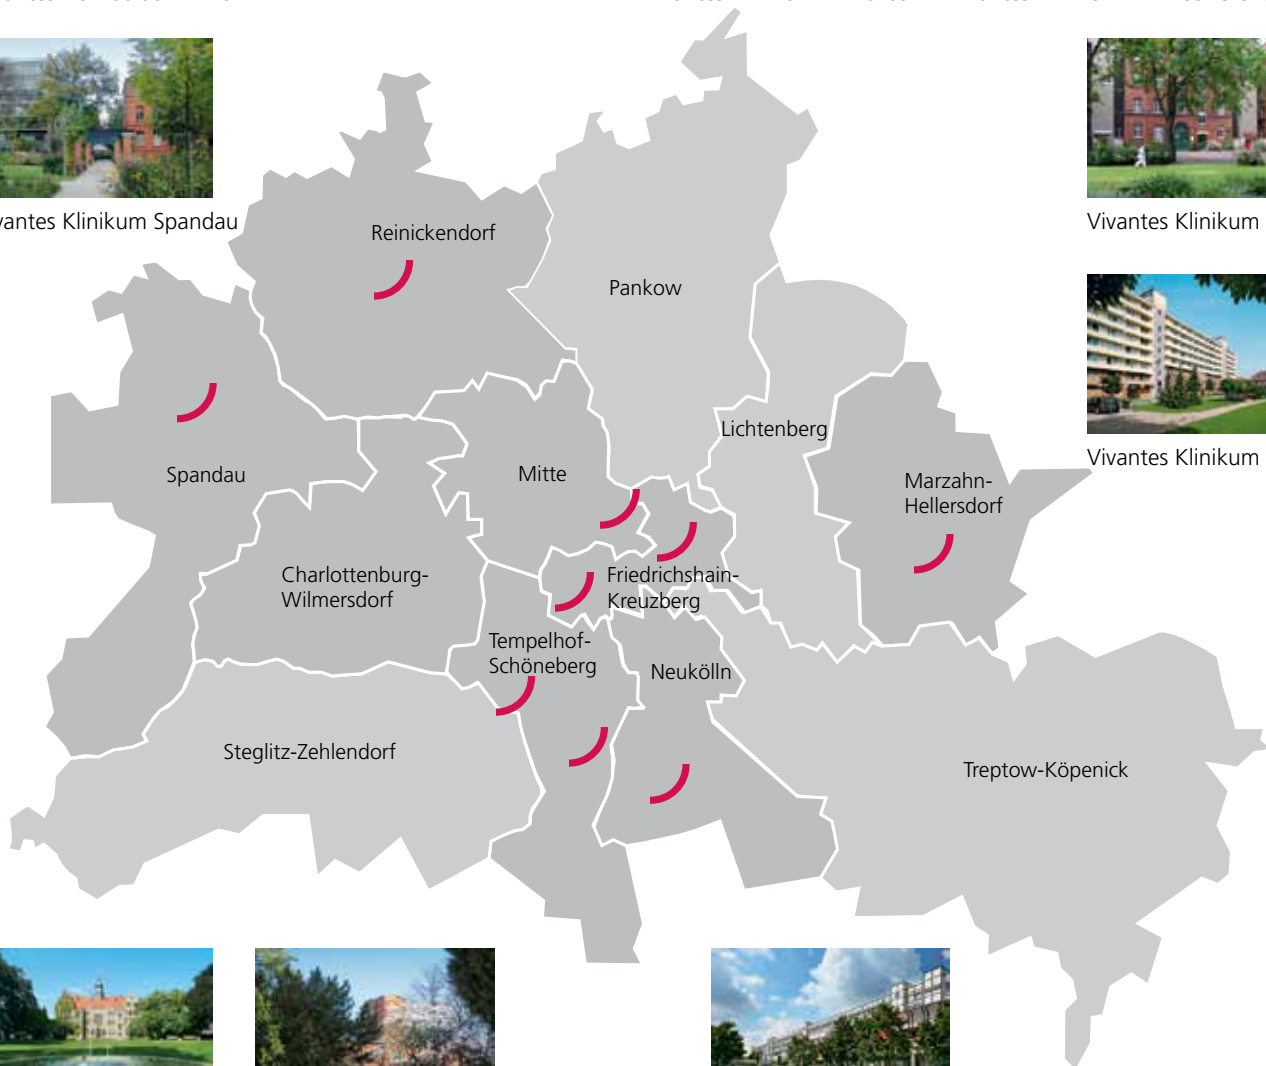 vantes Klinikum Spandau
Vivantes Klinikum
Reinickendorf
Pankow
Lichtenberg
Vivantes Klinikum
Spandau
Mitte
Marzahn-
Hellersdorf
Charlottenburg-
Wilmersdorf
Friedrichshain-
Kreuzberg
Tempelhof-
Schöneberg
Neukölln
Steglitz-Zehlendorf
Treptow-Köpenick